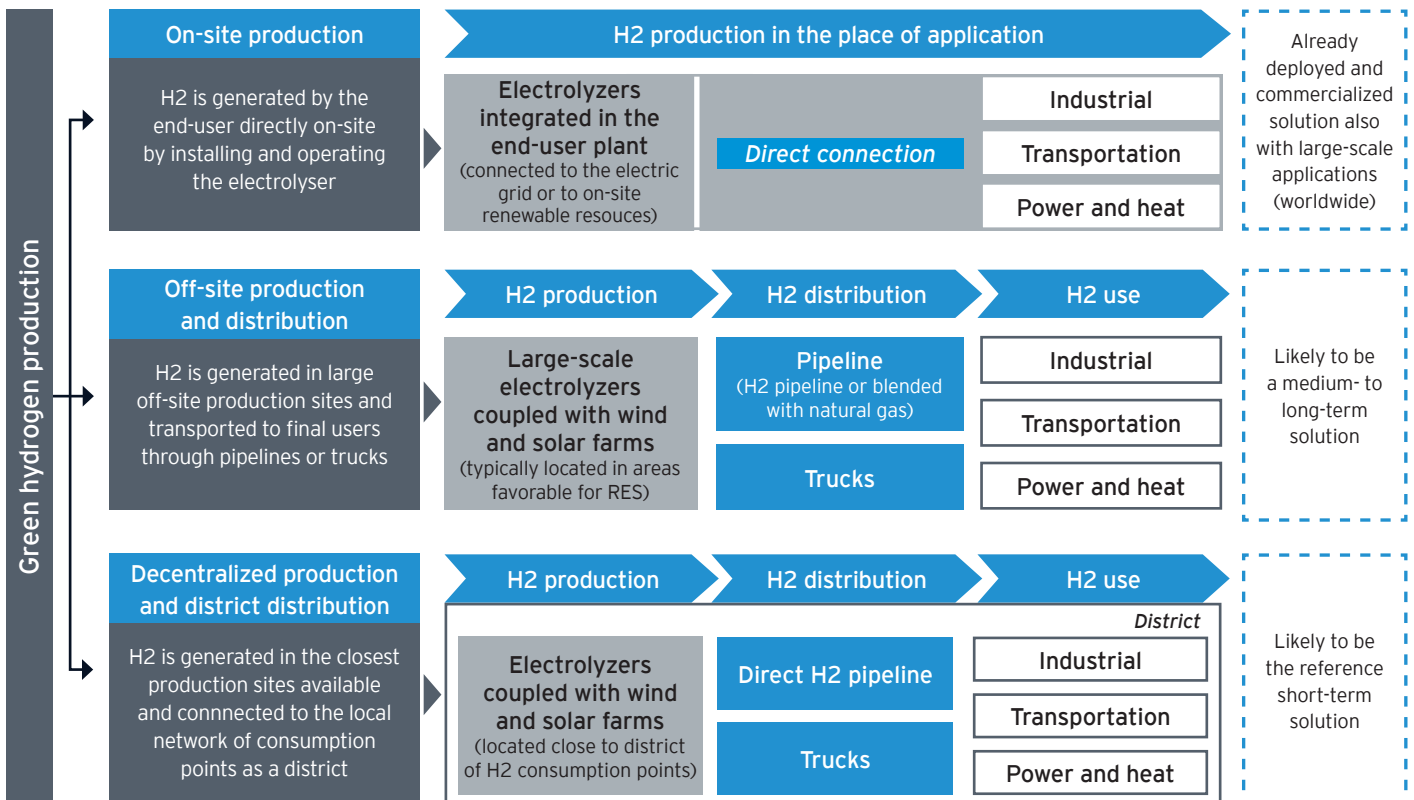 Green hydrogen production
On-site production
H2 is generated by the
end-user directly on-site
by installing and operating
the electrolyser
H2 production in the place of application
Electrolyzers
integrated in the
end-user plant
(connected to the electric
grid or to on-site
renewable resouces)
Direct connection
Industrial
Transportation
Power and heat
Already
deployed and
commercialized
solution also
with large-scale
applications
(worldwide)
Off-site production
and distribution
H2 is generated in large
off-site production sites and
transported to final users
through pipelines or trucks
H2 production
H2 distribution
H2 use
Large-scale
electrolyzers
coupled with wind
and solar farms
(typically located in areas
favorable for RES)
Pipeline
(H2 pipeline or blended
with natural gas)
Trucks
Industrial
Transportation
Power and heat
Likely to be
a medium- to
long-term
solution
Decentralized production
and district distribution
H2 is generated in the closest
production sites available
and connnected to the local
network of consumption
points as a district
H2 production
H2 distribution
H2 use
District
Electrolyzers
coupled with wind
and solar farms
(located close to district
of H2 consumption points)
Direct H2 pipeline
Trucks
Industrial
Transportation
Power and heat
Likely to be
the reference
short-term
solution